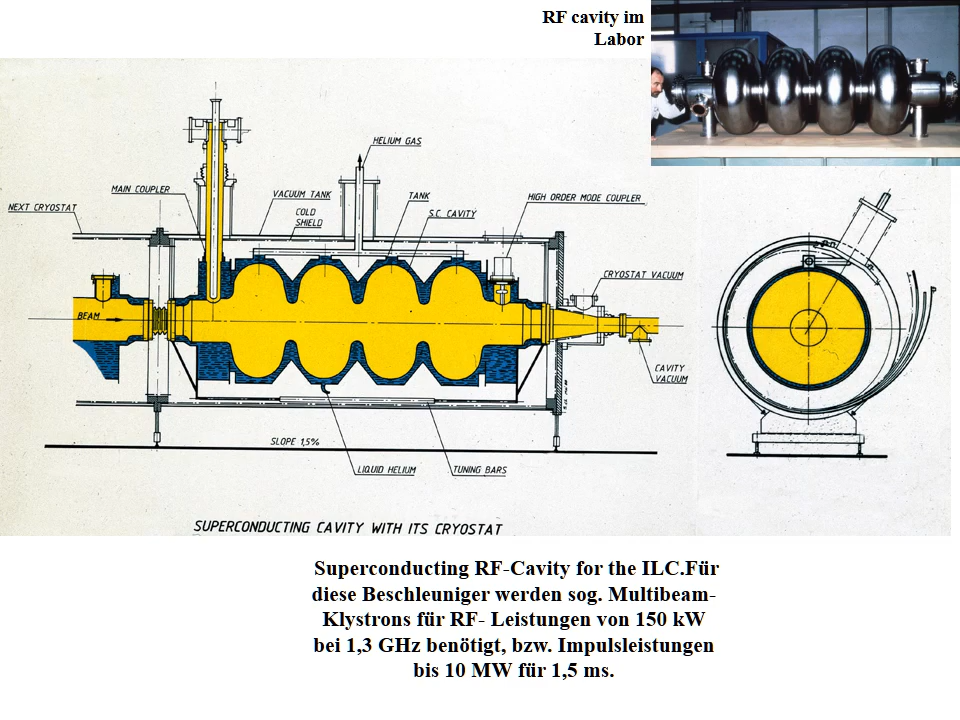 RF cavity im
Labor
HELIUM GAS
MAIN COUPLER
VACUUM TANK
TANK
HIGH ORDER MODE COUPLER
NEXT CRYOSTAT
COLD
SHIELD
S.C. CAVITY
CRYOSTAT VACUUM
BEAM
CAVITY
VACUUM
SLOPE 1,5%
LIQUID HELIUM
TUNING BARS
SUPERCONDUCTING CAVITY WITH ITS CRYOSTAT
Superconducting RF-Cavity for the ILC.Für
diese Beschleuniger werden sog. Multibeam-
Klystrons für RF- Leistungen von 150 kW
bei 1,3 GHz benötigt, bzw. Impulsleistungen
bis 10 MW für 1,5 ms.